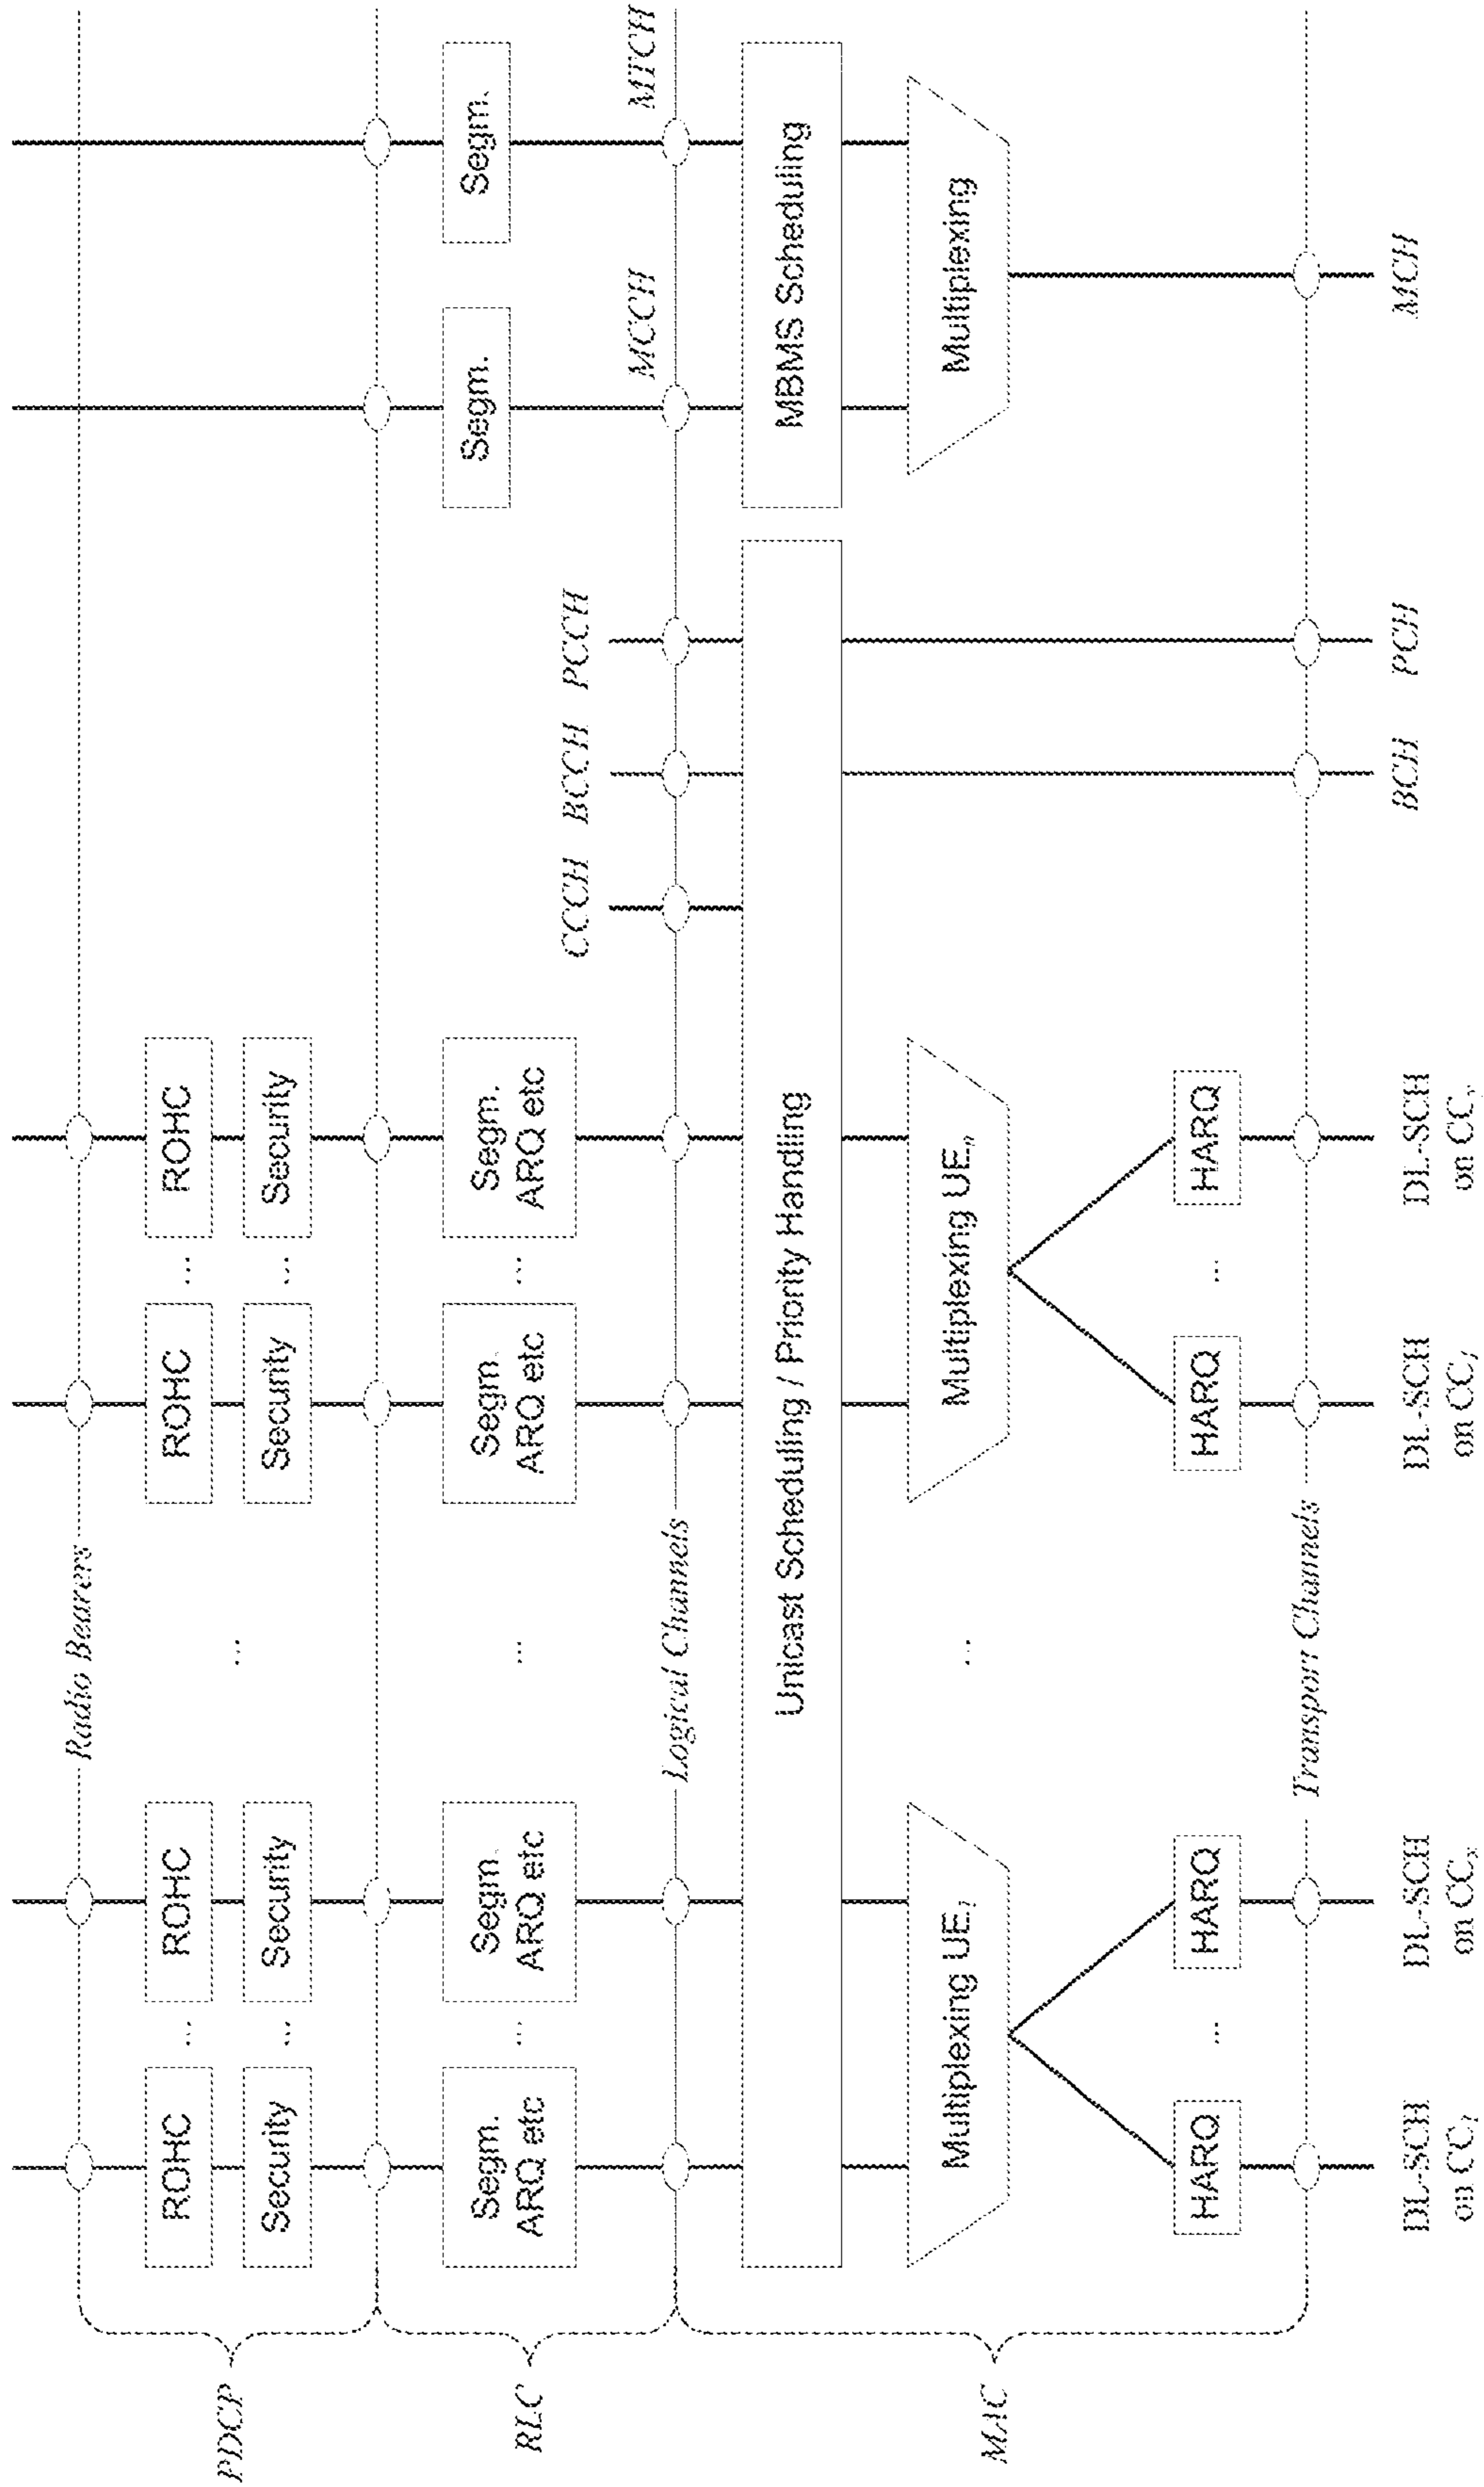 Radio Bearers
ROHC
...
ROHC
ROHC
...
ROHC
PDCP
...
Security
...
Security
Security
...
Security
Segm.
ARQ etc
...
Segm.
ARQ etc
...
Segm.
ARQ etc
...
Segm.
ARQ etc
Segm.
Segm.
RLC
CCCH
BCCH
PCCH
MCCH
MTCH
Logical Channels
Unicast Scheduling / Priority Handling
MBMS Scheduling
Multiplexing UE1
...
Multiplexing UEn
Multiplexing
MAC
HARQ
...
HARQ
HARQ
...
HARQ
Transport Channels
DL-SCH
on CC1
DL-SCH
on CCx
DL-SCH
on CC1
DL-SCH
on CCy
BCH
PCH
MCH